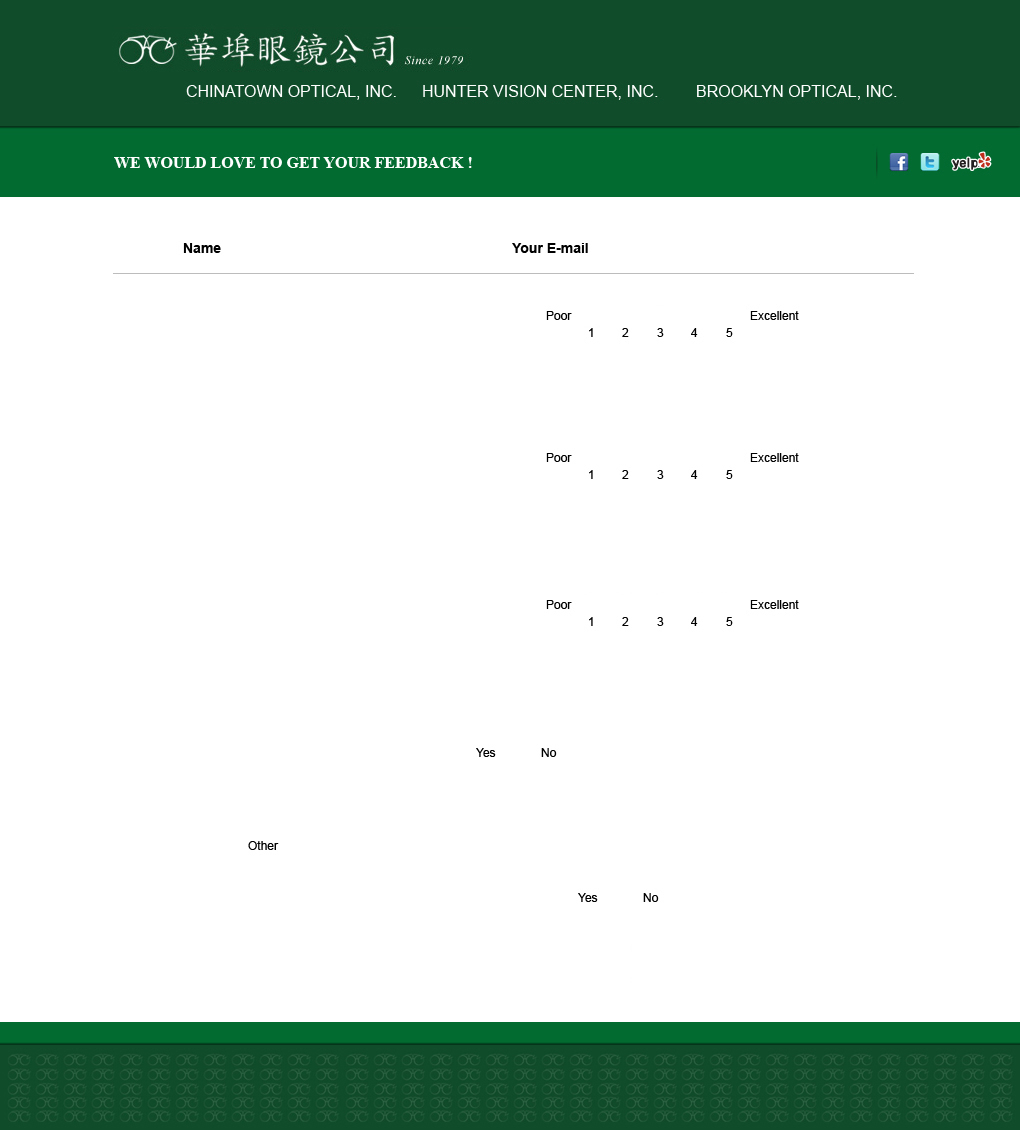 華埠眼鏡公司 Since 1979
CHINATOWN OPTICAL, INC. HUNTER VISION CENTER, INC. BROOKLYN OPTICAL, INC.
WE WOULD LOVE TO GET YOUR FEEDBACK ! f t yelp
Name Your E-mail
Poor Excellent
1 2 3 4 5
Poor Excellent
1 2 3 4 5
Poor Excellent
1 2 3 4 5
Yes No
Other
Yes No